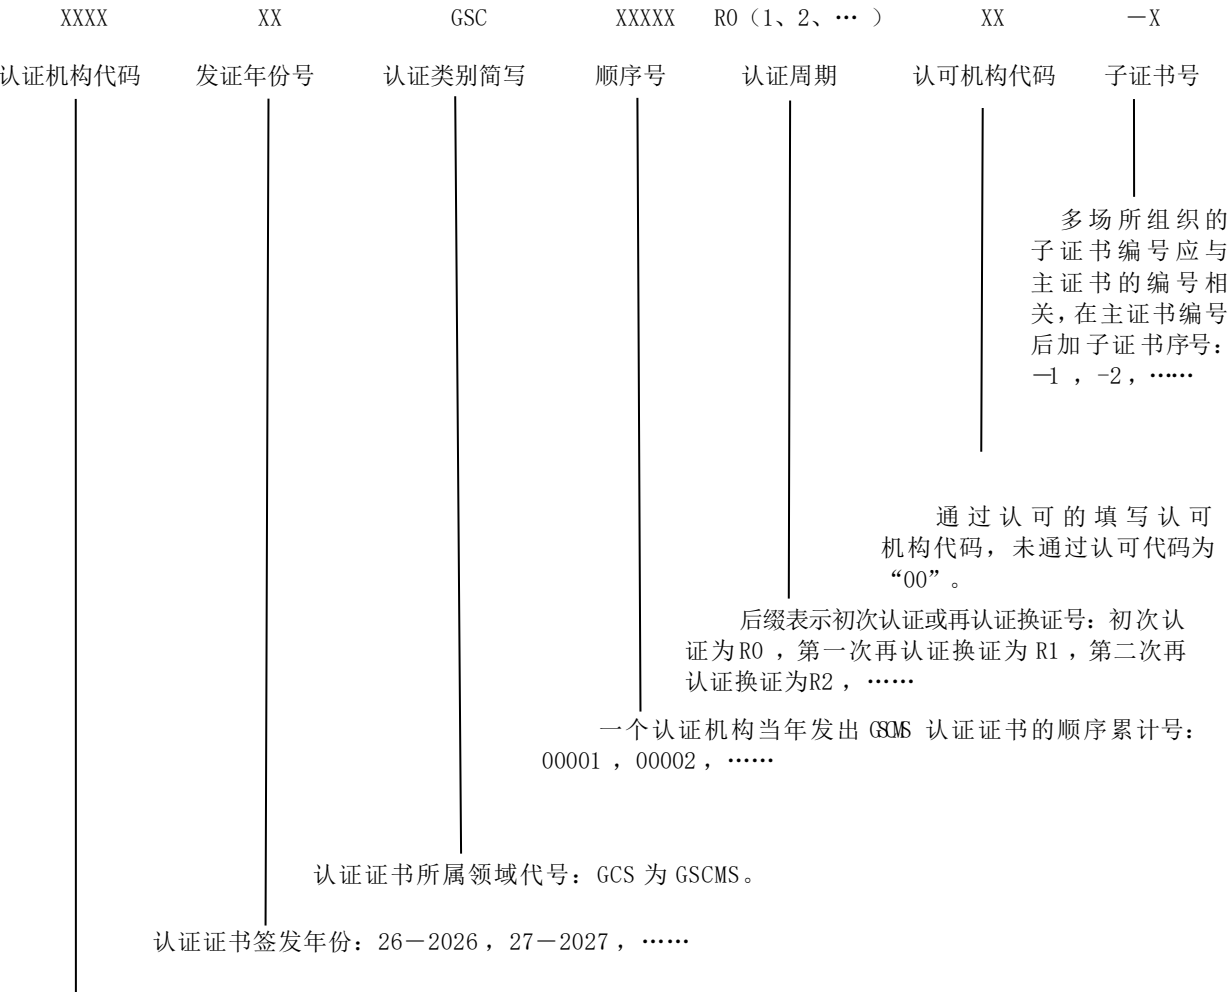 XXXX XX GSC XXXXX R0（1、2、… ） XX －X
认证机构代码 发证年份号 认证类别简写 顺序号 认证周期 认可机构代码 子证书号
多场所组织的
子证书编号应与
主证书的编号相
关，在主证书编号
后加子证书序号：
－1 ，-2，……
通过认可的填写认可
机构代码，未通过认可代码为
“00”。
后缀表示初次认证或再认证换证号：初次认
证为R0 ，第一次再认证换证为 R1，第二次再
认证换证为R2 ，……
一个认证机构当年发出 GSCMS 认证证书的顺序累计号：
00001 ，00002，……
认证证书所属领域代号：GCS 为 GSCMS。
认证证书签发年份：26－2026，27－2027，……